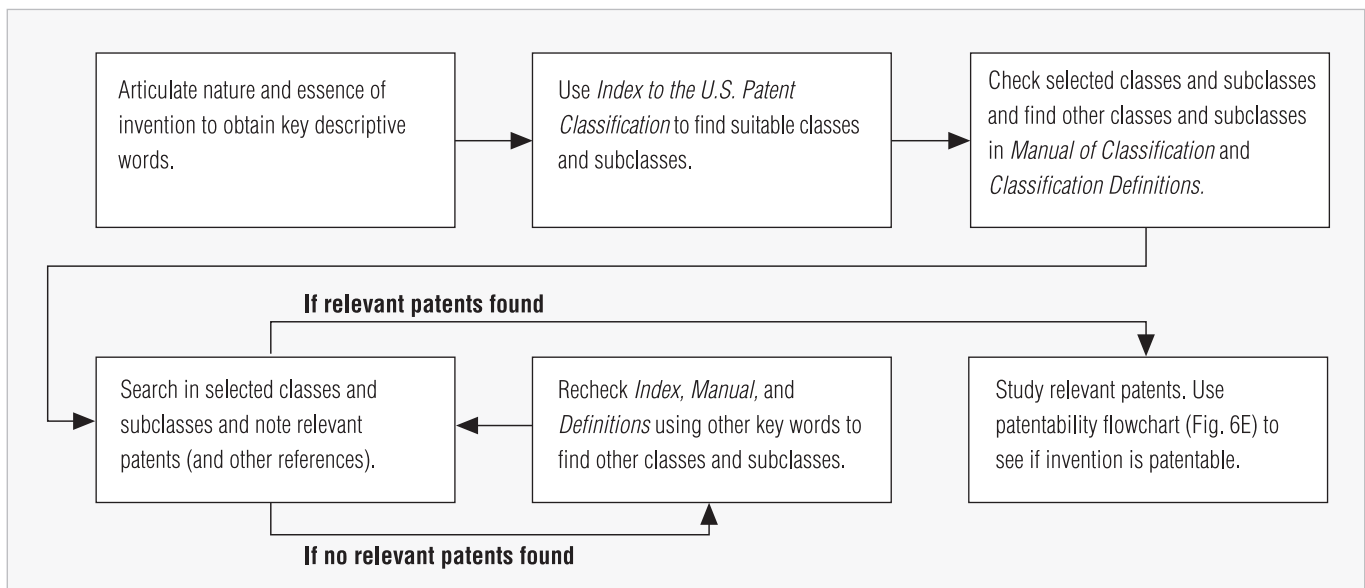 Articulate nature and essence of
invention to obtain key descriptive
words.
Use Index to the U.S. Patent
Classification to find suitable classes
and subclasses.
Check selected classes and subclasses
and find other classes and subclasses
in Manual of Classification and
Classification Definitions.
If relevant patents found
Search in selected classes and
subclasses and note relevant
patents (and other references).
Recheck Index, Manual, and
Definitions using other key words to
find other classes and subclasses.
Study relevant patents. Use
patentability flowchart (Fig. 6E) to
see if invention is patentable.
If no relevant patents found